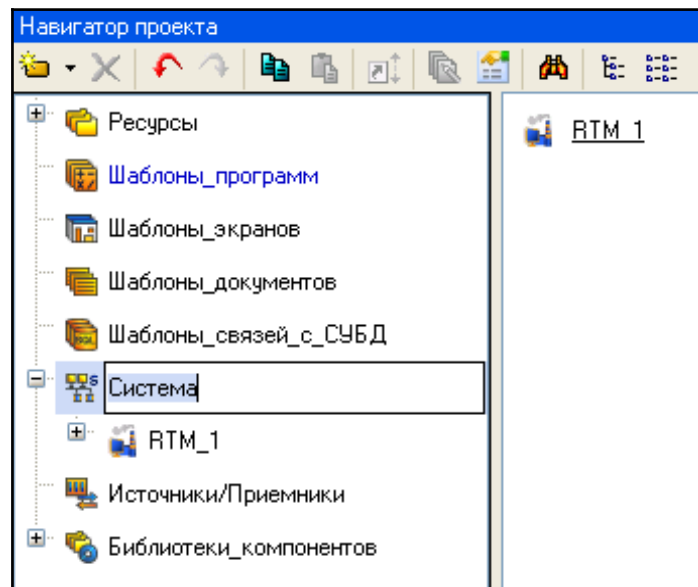 Навигатор проекта
Ресурсы
RTM_1
Шаблоны_программ
Шаблоны_экранов
Шаблоны_документов
Шаблоны_связей_с_СУБД
Система
RTM_1
Источники/Приемники
Библиотеки_компонентов